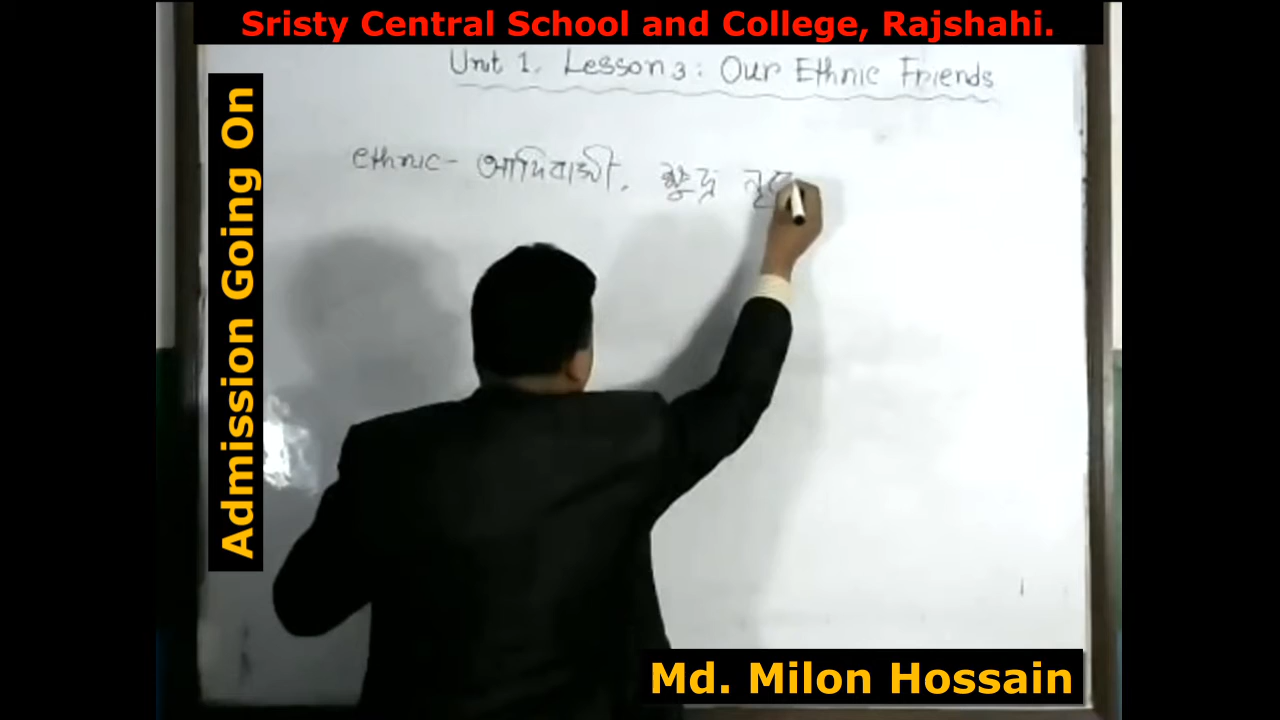 Sristy Central School and College, Rajshahi.
Unit 1, Lesson 3: Our Ethnic Friends
Admission Going On
ethnic- আদিবাসী, ক্ষুদ্র
Md. Milon Hossain